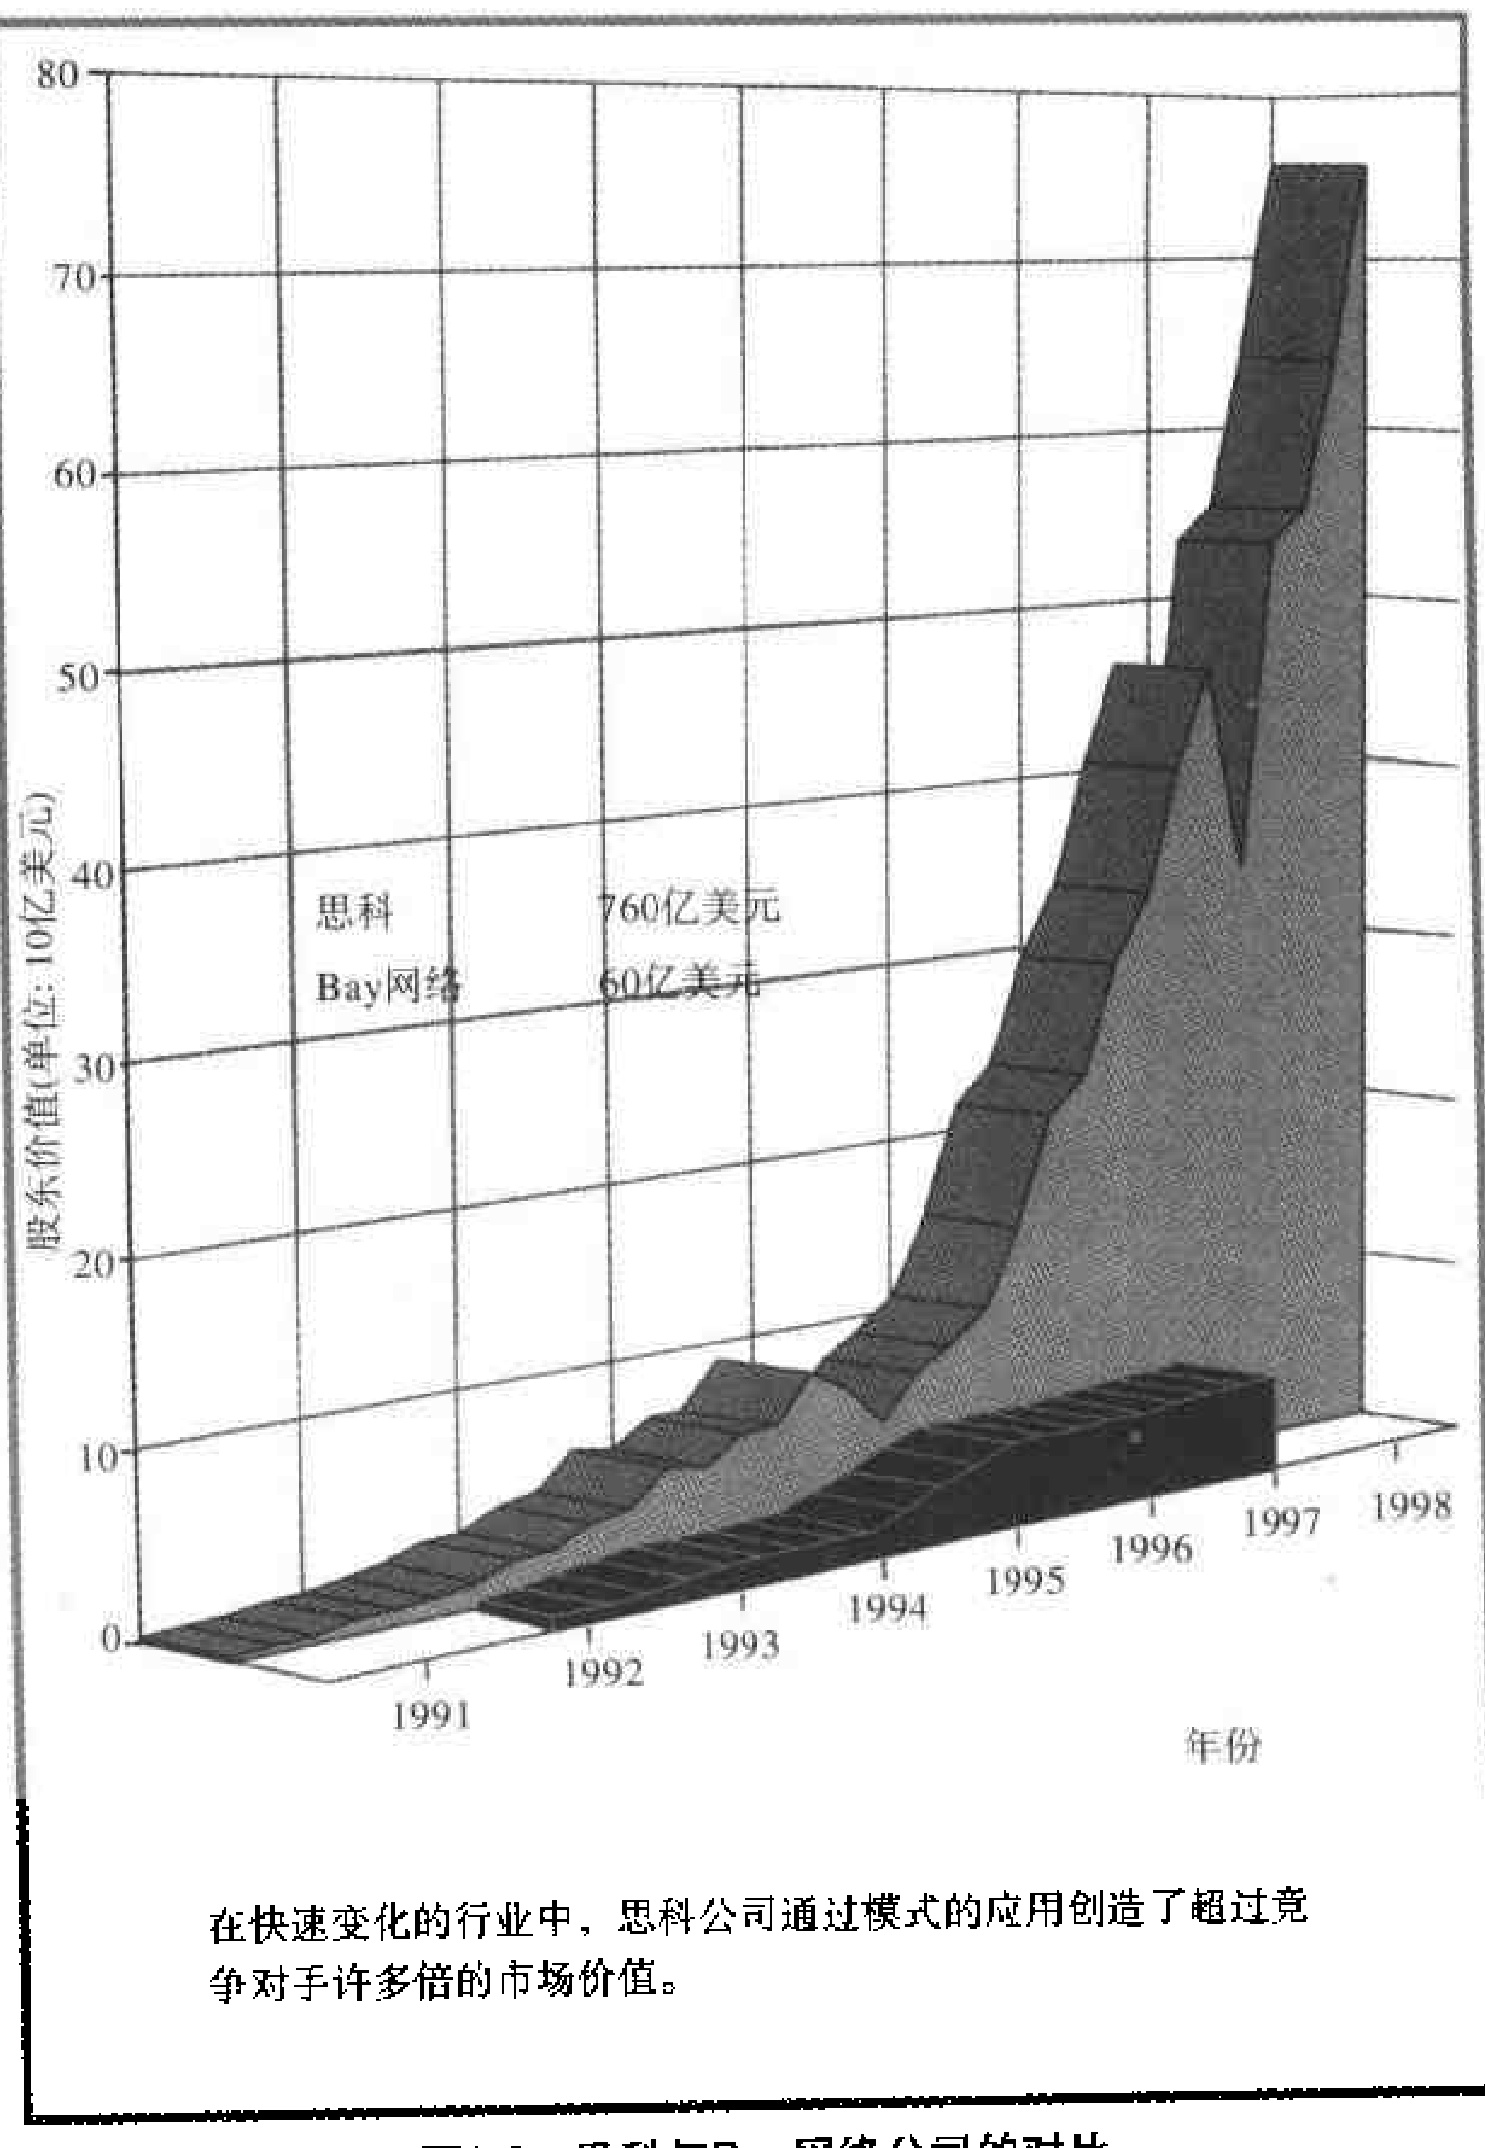 80
70
60
50
40
30
20
10
0
股东价值(单位: 10亿美元)
思科 760亿美元
Bay网络 60亿美元
1991
1992
1993
1994
1995
1996
1997
1998
年份
在快速变化的行业中，思科公司通过模式的应用创造了超过竞
争对手许多倍的市场价值。